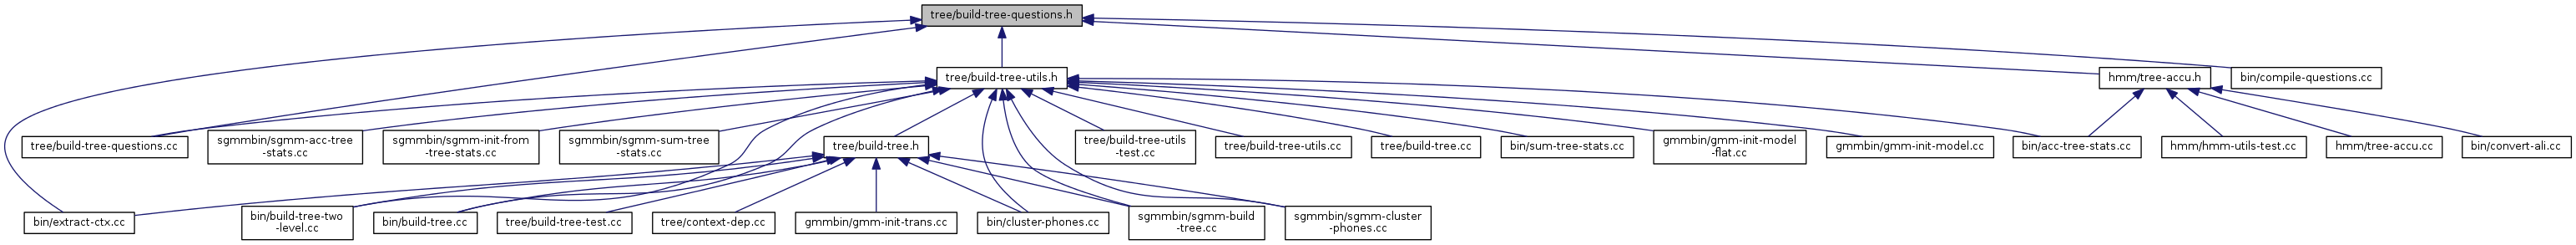 tree/build-tree-questions.h
tree/build-tree-utils.h
hmm/tree-accu.h
bin/compile-questions.cc
tree/build-tree-questions.cc
sgmmbin/sgmm-acc-tree
-stats.cc
sgmmbin/sgmm-init-from
-tree-stats.cc
sgmmbin/sgmm-sum-tree
-stats.cc
tree/build-tree.h
tree/build-tree-utils
-test.cc
tree/build-tree-utils.cc
tree/build-tree.cc
bin/sum-tree-stats.cc
gmmbin/gmm-init-model
-flat.cc
gmmbin/gmm-init-model.cc
bin/acc-tree-stats.cc
hmm/hmm-utils-test.cc
hmm/tree-accu.cc
bin/convert-ali.cc
bin/extract-ctx.cc
bin/build-tree-two
-level.cc
bin/build-tree.cc
tree/build-tree-test.cc
tree/context-dep.cc
gmmbin/gmm-init-trans.cc
bin/cluster-phones.cc
sgmmbin/sgmm-build
-tree.cc
sgmmbin/sgmm-cluster
-phones.cc